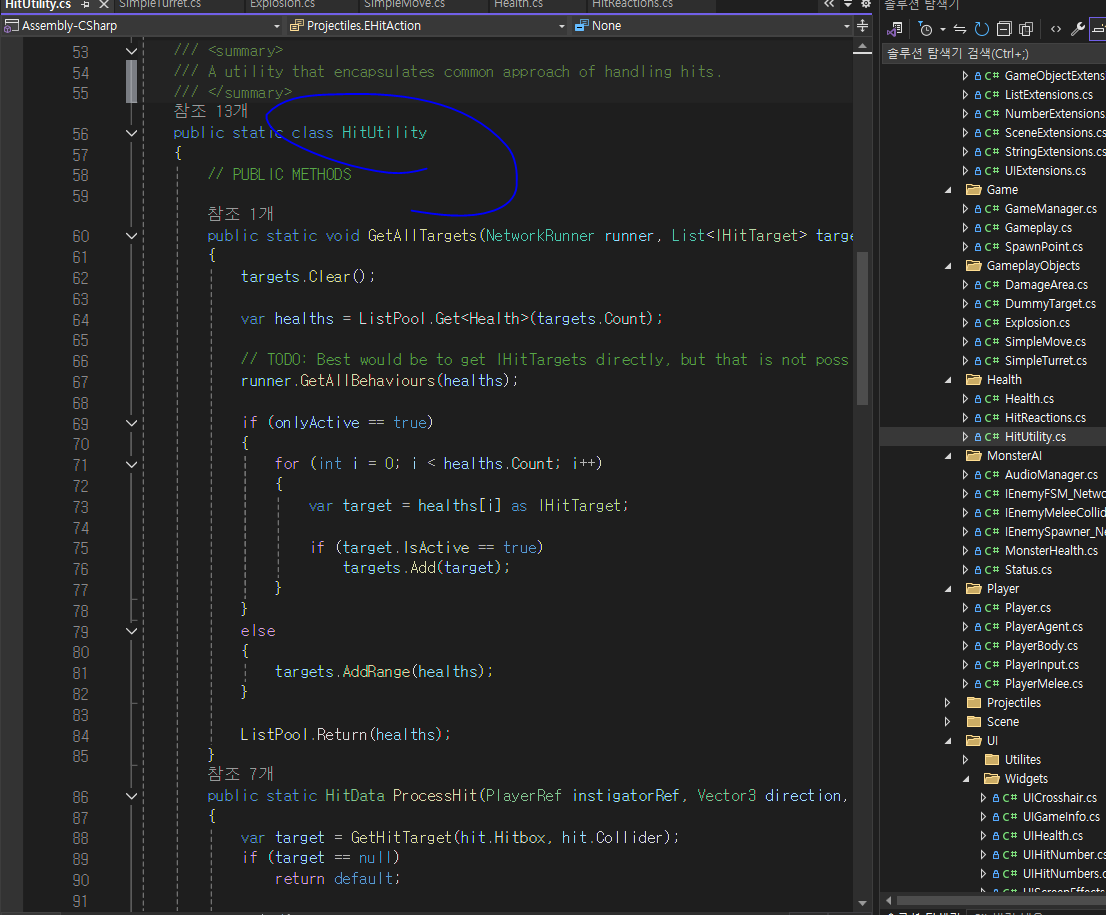 HitUtility.cs
SimpleTurret.cs
Explosion.cs
SimpleMove.cs
Health.cs
HitReactions.cs
Assembly-CSharp
Projectiles.EHitAction
None
53 /// <summary>
54 /// A utility that encapsulates common approach of handling hits.
55 /// </summary>
참조 13개
56 public static class HitUtility
57 {
58 // PUBLIC METHODS
59
참조 1개
60 public static void GetAllTargets(NetworkRunner runner, List<IHitTarget> targe
61 {
62 targets.Clear();
63
64 var healths = ListPool.Get<Health>(targets.Count);
65
66 // TODO: Best would be to get IHitTargets directly, but that is not poss
67 runner.GetAllBehaviours(healths);
68
69 if (onlyActive == true)
70 {
71 for (int i = 0; i < healths.Count; i++)
72 {
73 var target = healths[i] as IHitTarget;
74
75 if (target.IsActive == true)
76 targets.Add(target);
77 }
78 }
79 else
80 {
81 targets.AddRange(healths);
82 }
83
84 ListPool.Return(healths);
85 }
참조 7개
86 public static HitData ProcessHit(PlayerRef instigatorRef, Vector3 direction,
87 {
88 var target = GetHitTarget(hit.Hitbox, hit.Collider);
89 if (target == null)
90 return default;
91
솔루션 탐색기
솔루션 탐색기 검색(Ctrl+;)
C# GameObjectExtens
C# ListExtensions.cs
C# NumberExtensions
C# SceneExtensions.cs
C# StringExtensions.cs
C# UIExtensions.cs
Game
C# GameManager.cs
C# Gameplay.cs
C# SpawnPoint.cs
GameplayObjects
C# DamageArea.cs
C# DummyTarget.cs
C# Explosion.cs
C# SimpleMove.cs
C# SimpleTurret.cs
Health
C# Health.cs
C# HitReactions.cs
C# HitUtility.cs
MonsterAI
C# AudioManager.cs
C# IEnemyFSM_Netwo
C# IEnemyMeleeCollid
C# IEnemySpawner_Ne
C# MonsterHealth.cs
C# Status.cs
Player
C# Player.cs
C# PlayerAgent.cs
C# PlayerBody.cs
C# PlayerInput.cs
C# PlayerMelee.cs
Projectiles
Scene
UI
Utilites
Widgets
C# UICrosshair.cs
C# UIGameInfo.cs
C# UIHealth.cs
C# UIHitNumber.cs
C# UIHitNumbers.cs
C# UIScreenEffects